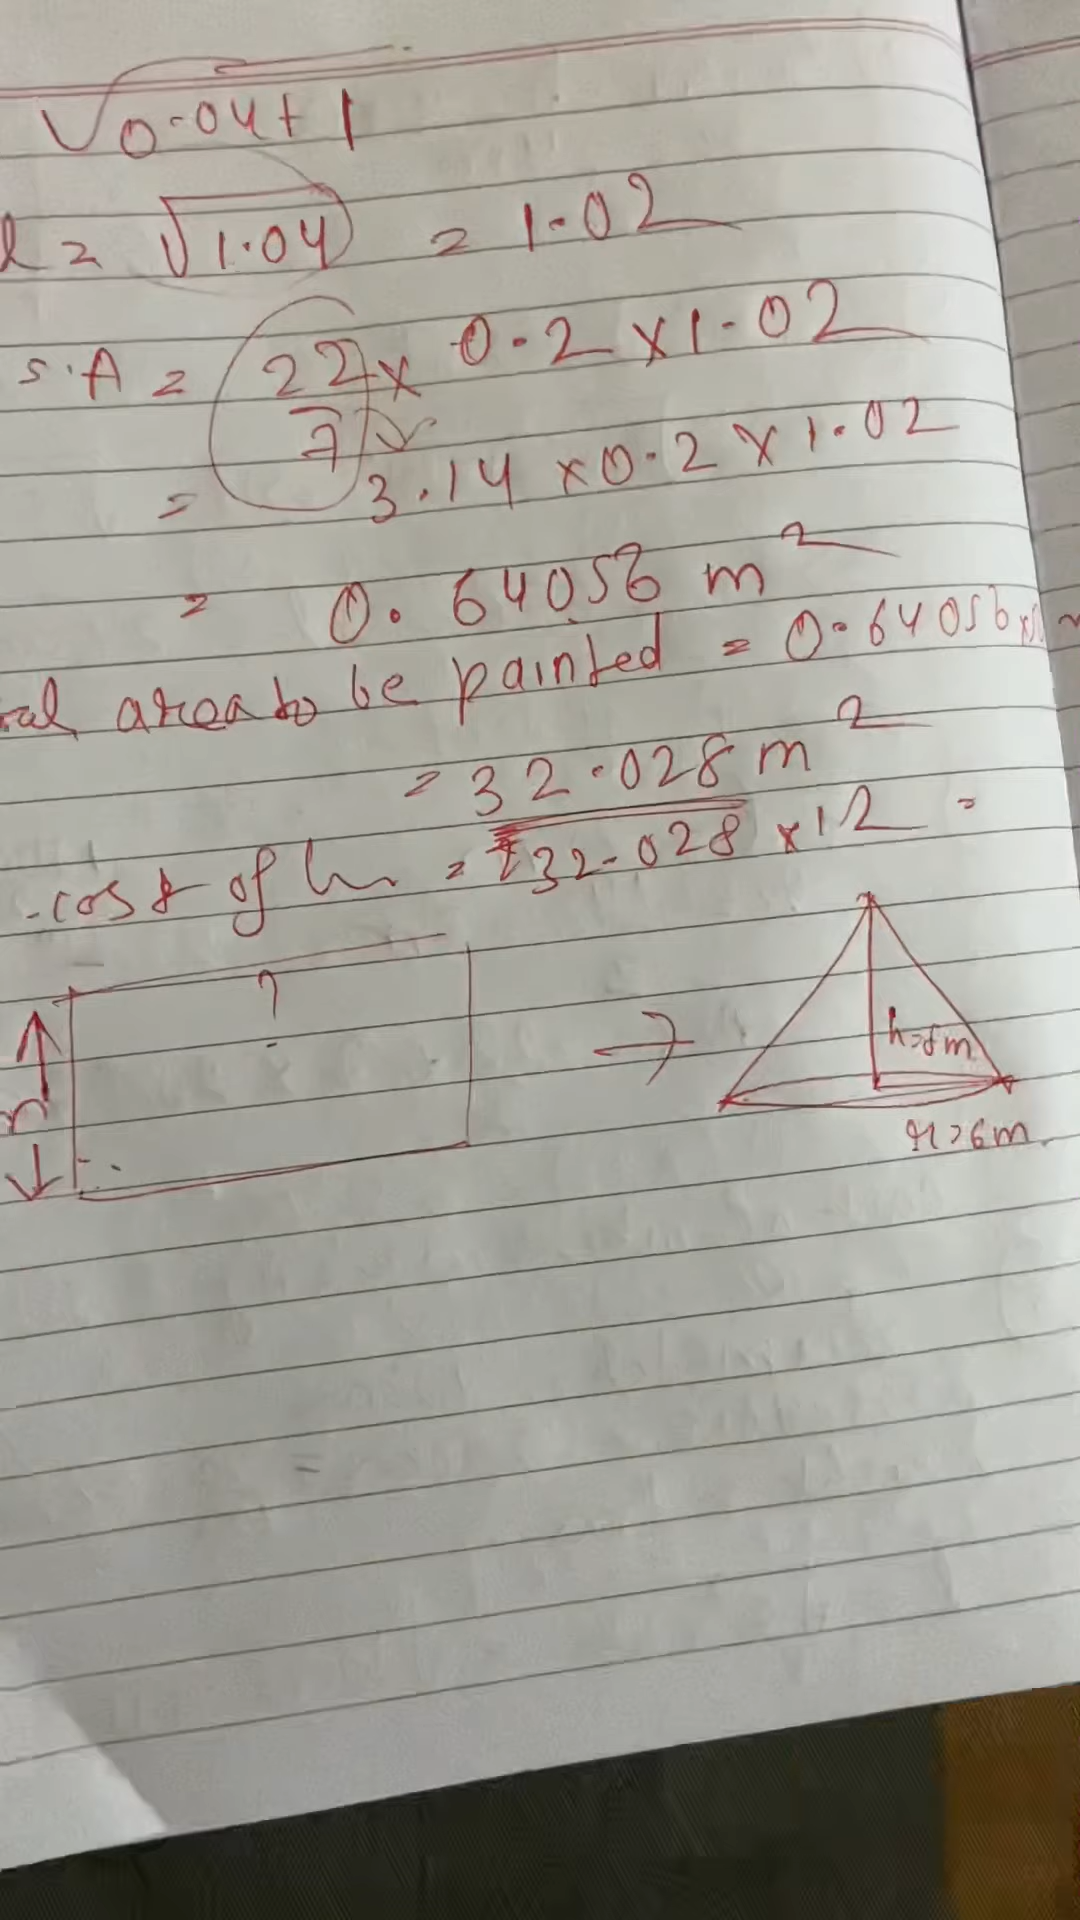 √0.04+1
l = √1.04 = 1.02
S.A = 22/7 × 0.2 × 1.02
= 3.14 × 0.2 × 1.02
= 0.64056 m²
area to be painted = 0.64056 ×
= 32.028 m²
cost of = 32.028 × 12 =
?
h=8m
r=6m